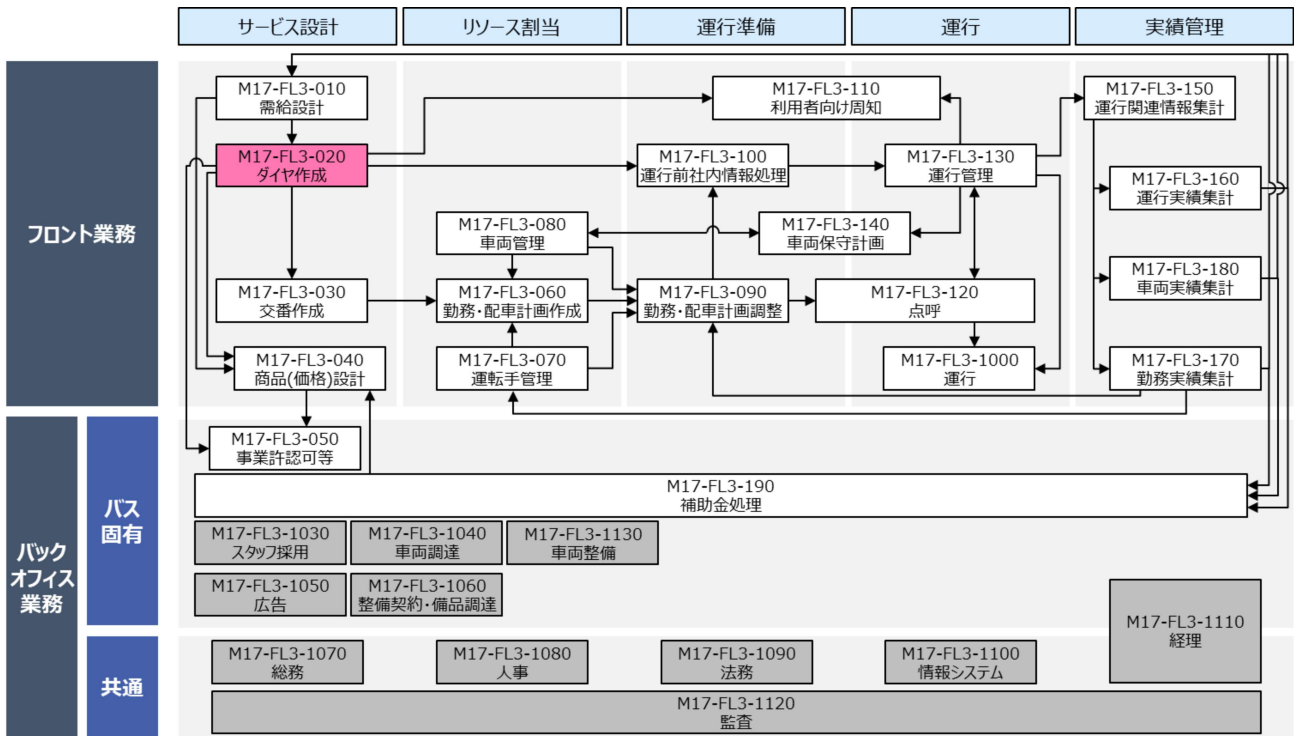 サービス設計
リソース割当
運行準備
運行
実績管理
フロント業務
M17-FL3-010
需給設計
M17-FL3-110
利用者向け周知
M17-FL3-150
運行関連情報集計
M17-FL3-020
ダイヤ作成
M17-FL3-100
運行前社内情報処理
M17-FL3-130
運行管理
M17-FL3-160
運行実績集計
M17-FL3-080
車両管理
M17-FL3-140
車両保守計画
M17-FL3-180
車両実績集計
M17-FL3-030
交番作成
M17-FL3-060
勤務・配車計画作成
M17-FL3-090
勤務・配車計画調整
M17-FL3-120
点呼
M17-FL3-040
商品(価格)設計
M17-FL3-070
運転手管理
M17-FL3-1000
運行
M17-FL3-170
勤務実績集計
バック
オフィス
業務
バス
固有
M17-FL3-050
事業許認可等
M17-FL3-190
補助金処理
M17-FL3-1030
スタッフ採用
M17-FL3-1040
車両調達
M17-FL3-1130
車両整備
M17-FL3-1050
広告
M17-FL3-1060
整備契約・備品調達
M17-FL3-1110
経理
共通
M17-FL3-1070
総務
M17-FL3-1080
人事
M17-FL3-1090
法務
M17-FL3-1100
情報システム
M17-FL3-1120
監査